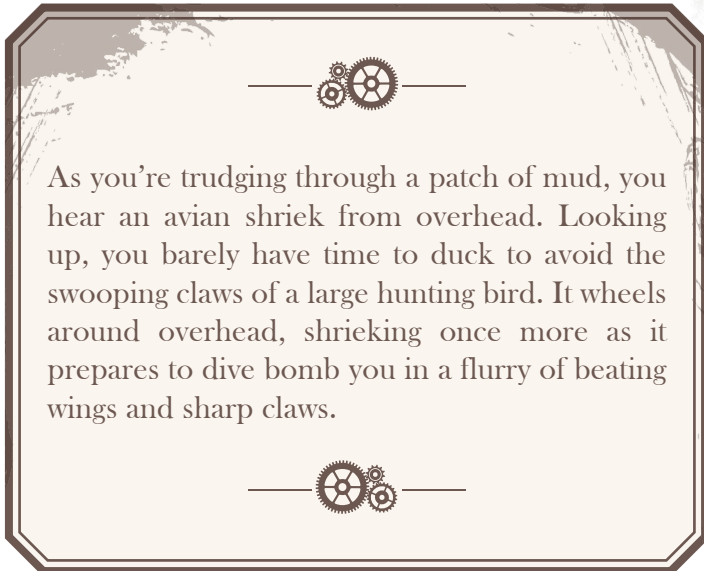 As you’re trudging through a patch of mud, you
hear an avian shriek from overhead. Looking
up, you barely have time to duck to avoid the
swooping claws of a large hunting bird. It wheels
around overhead, shrieking once more as it
prepares to dive bomb you in a flurry of beating
wings and sharp claws.